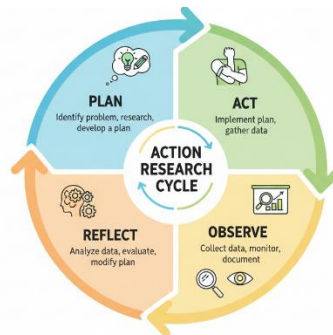 PLAN
Identify problem, research,
develop a plan
ACT
Implement plan,
gather data
ACTION
RESEARCH
CYCLE
REFLECT
Analyze data, evaluate,
modify plan
OBSERVE
Collect data, monitor,
document